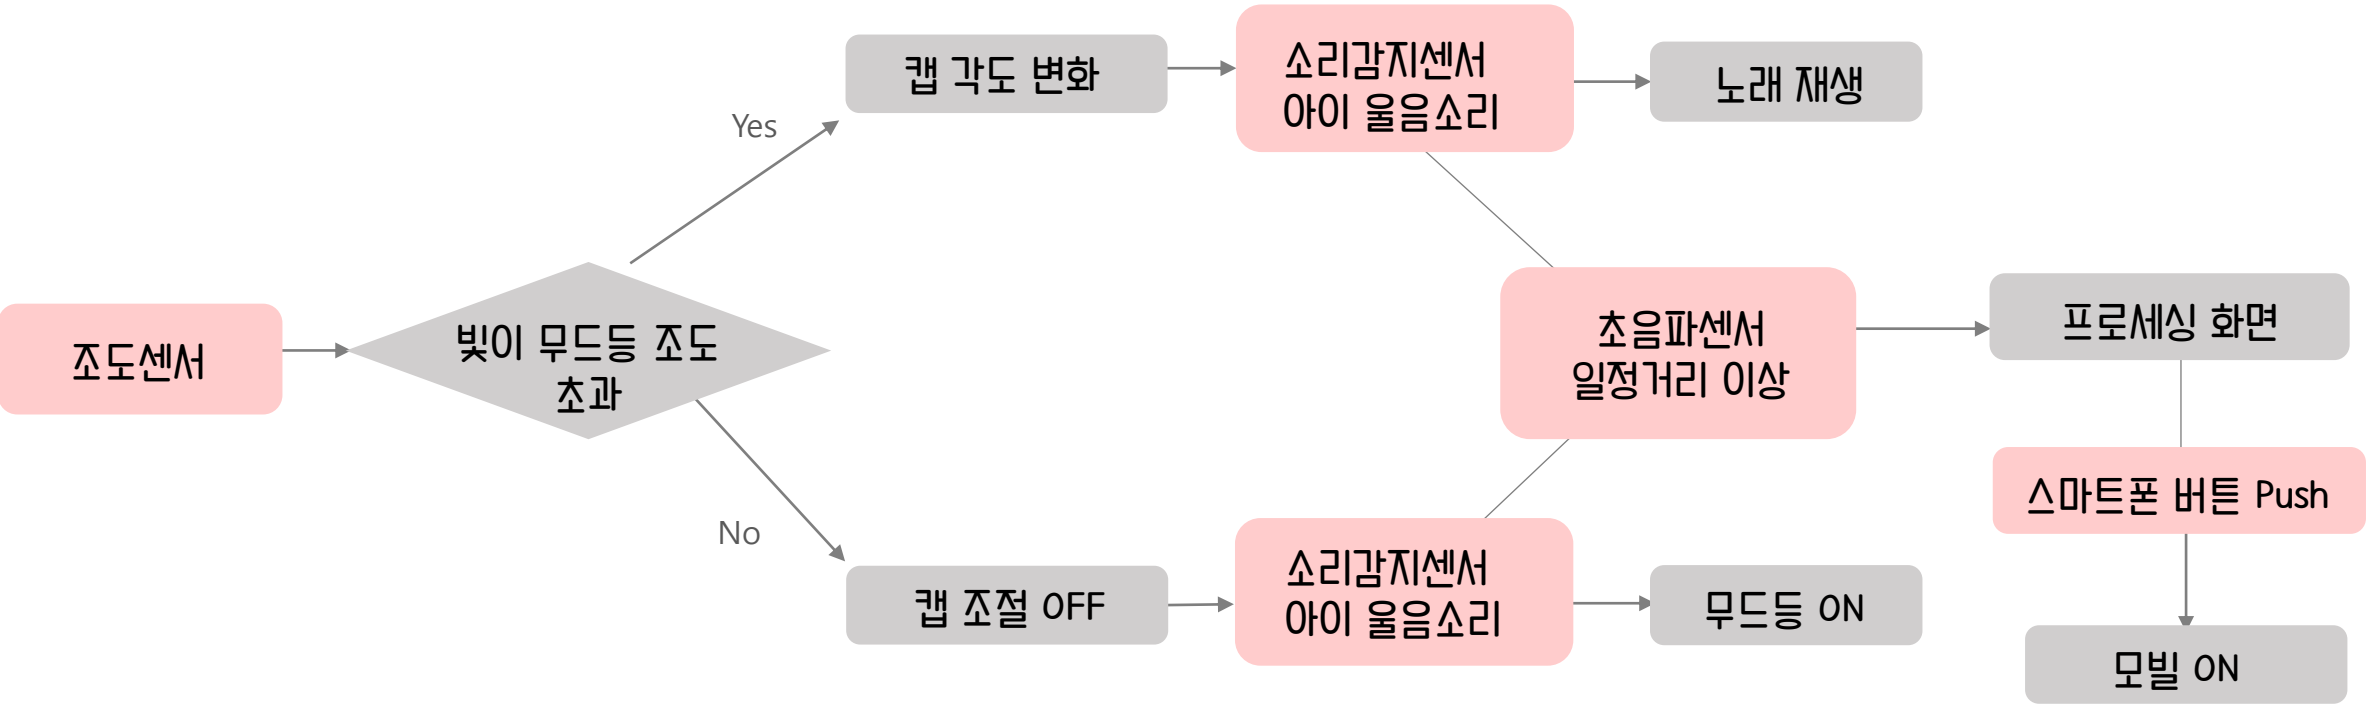 조도센서
빛이 무드등 조도
초과
Yes
No
캡 각도 변화
소리감지센서
아이 울음소리
노래 재생
초음파센서
일정거리 이상
프로세싱 화면
스마트폰 버튼 Push
모빌 ON
캡 조절 OFF
소리감지센서
아이 울음소리
무드등 ON